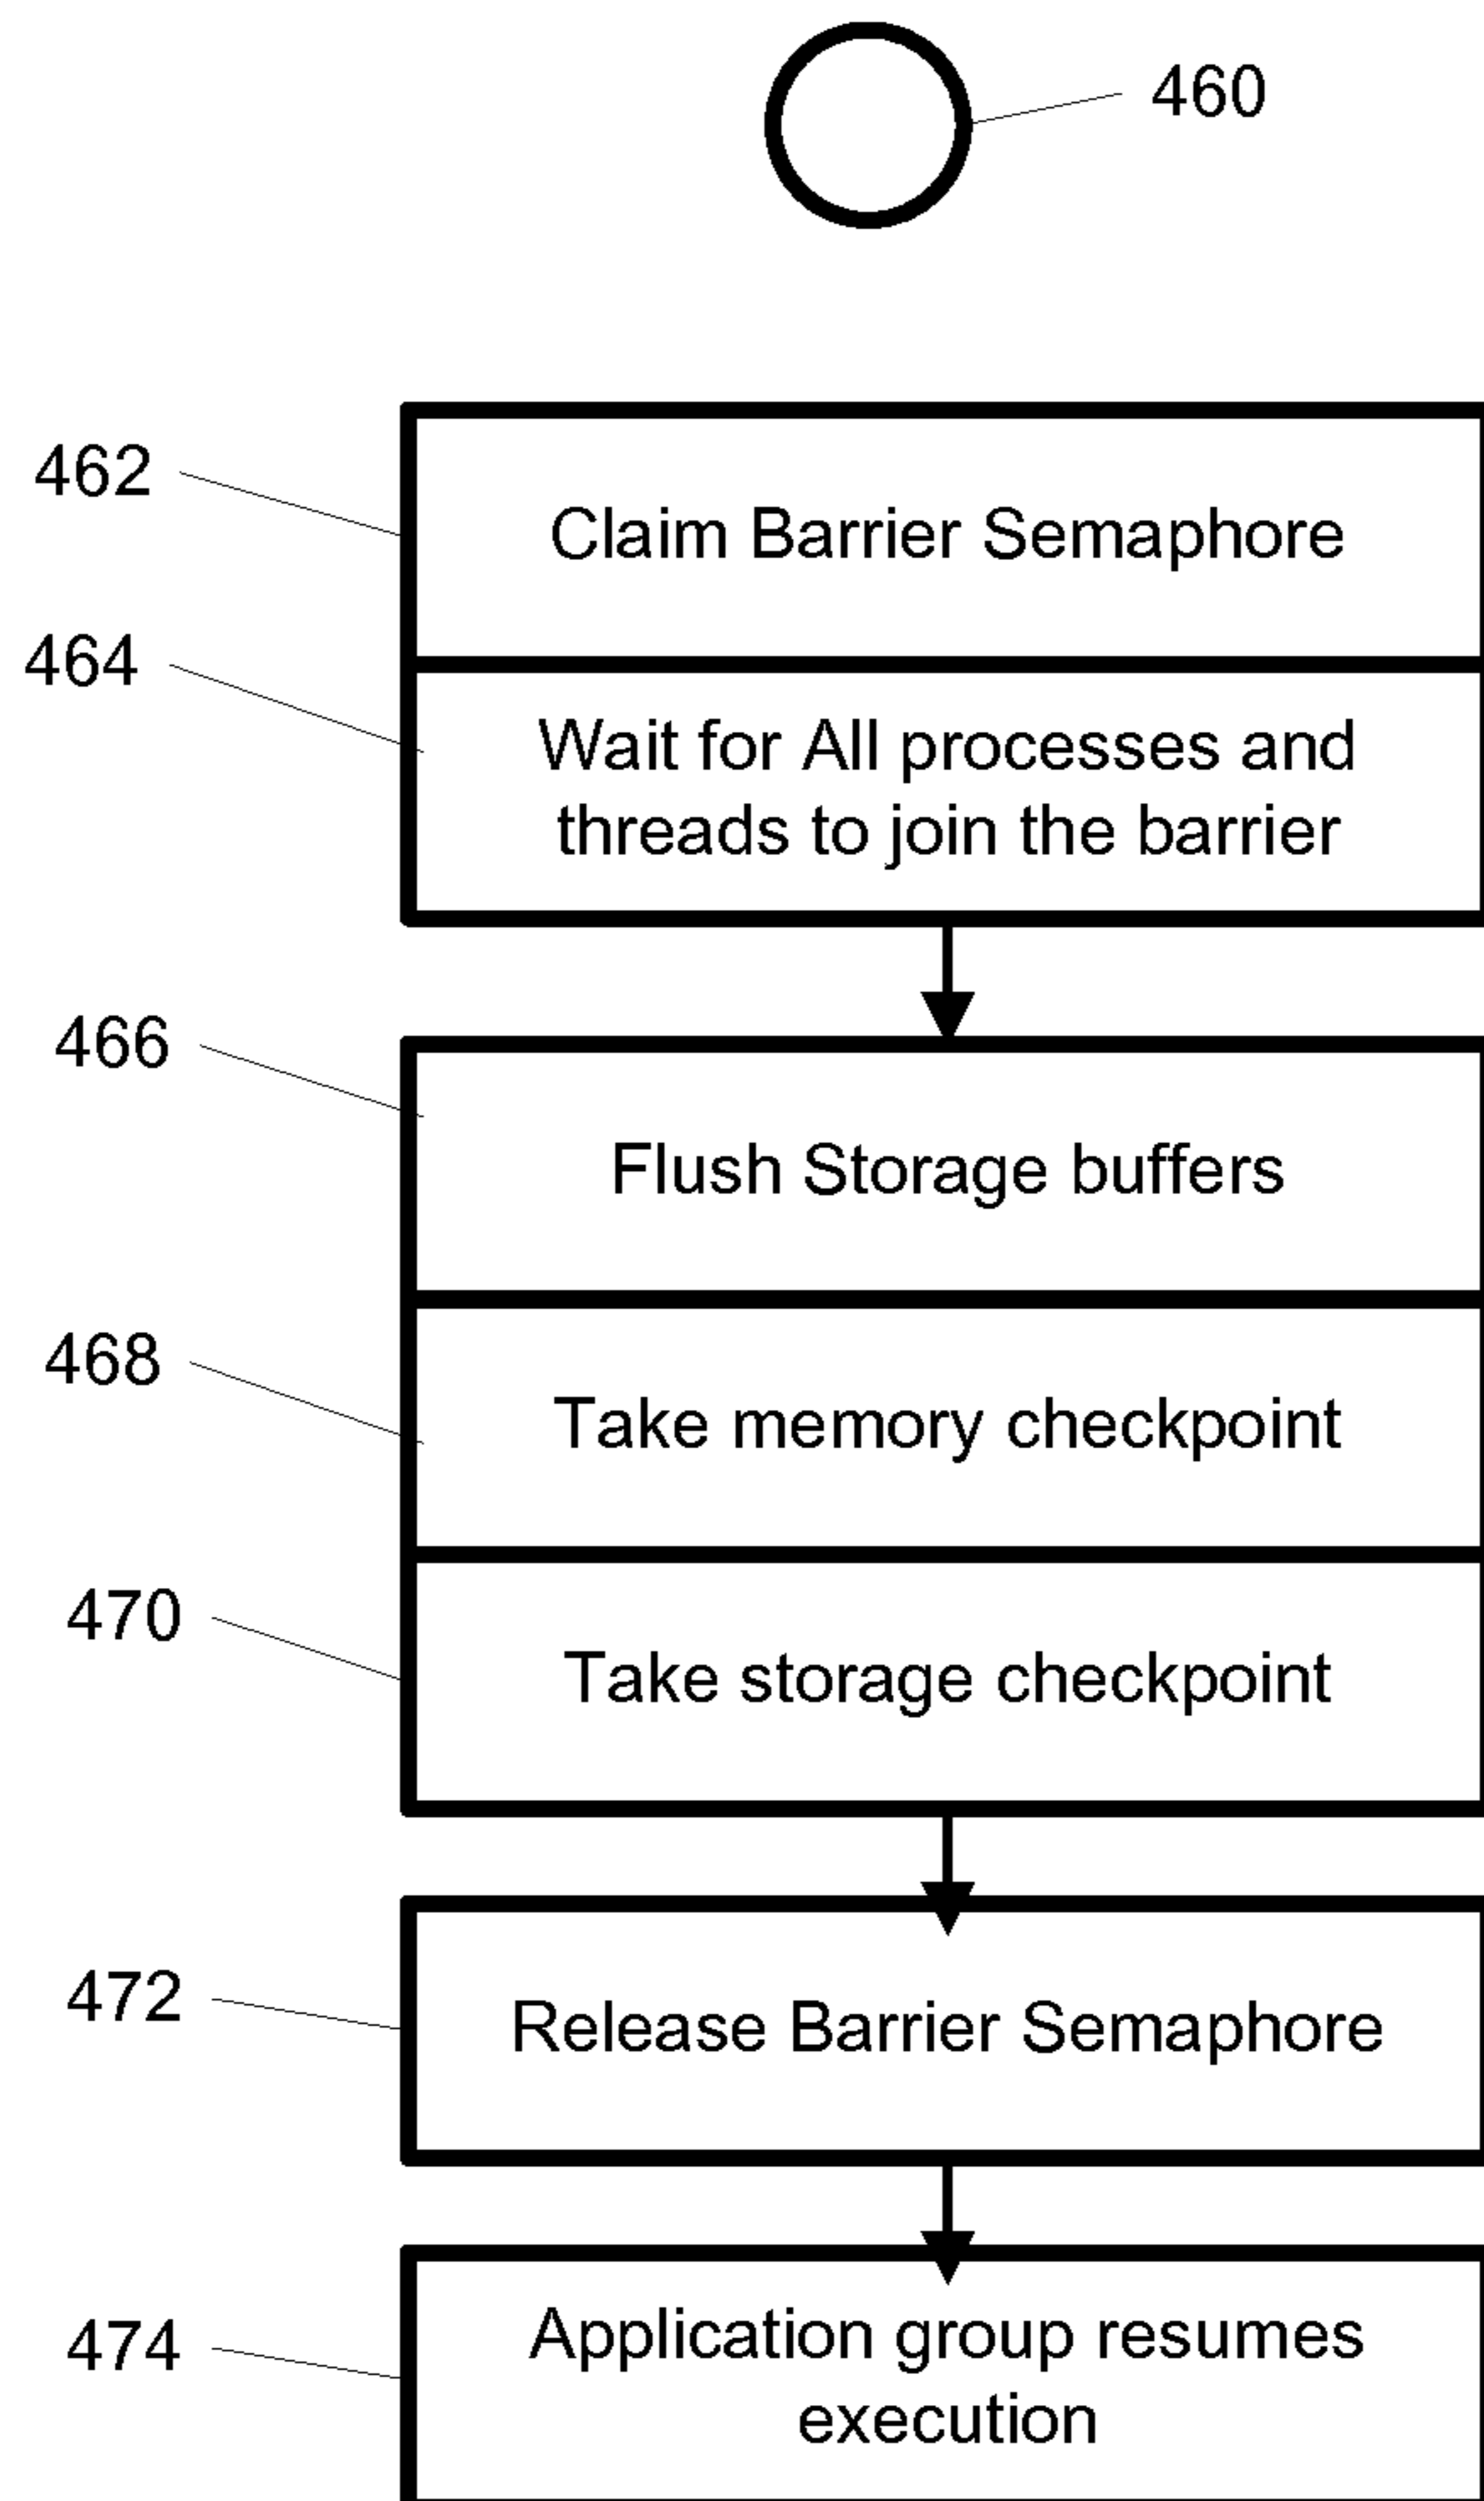 460
462
Claim Barrier Semaphore
464
Wait for All processes and
threads to join the barrier
466
Flush Storage buffers
468
Take memory checkpoint
470
Take storage checkpoint
472
Release Barrier Semaphore
474
Application group resumes
execution